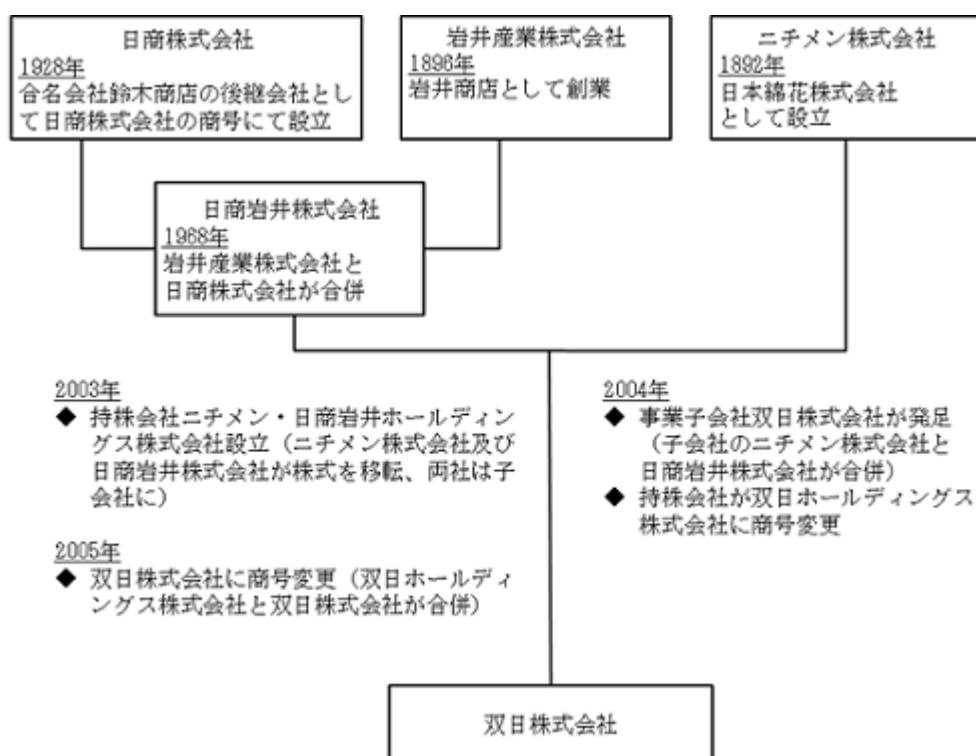 日商株式会社
1928年
合名会社鈴木商店の後継会社とし
て日商株式会社の商号にて設立
岩井産業株式会社
1896年
岩井商店として創業
ニチメン株式会社
1892年
日本綿花株式会社
として設立
日商岩井株式会社
1968年
岩井産業株式会社と
日商株式会社が合併
2003年
◆ 持株会社ニチメン・日商岩井ホールディン
グス株式会社設立（ニチメン株式会社及び
日商岩井株式会社が株式を移転、両社は子
会社に）
2004年
◆ 事業子会社双日株式会社が発足
（子会社のニチメン株式会社と
日商岩井株式会社が合併）
◆ 持株会社が双日ホールディングス
株式会社に商号変更
2005年
◆ 双日株式会社に商号変更（双日ホールディ
ングス株式会社と双日株式会社が合併）
双日株式会社